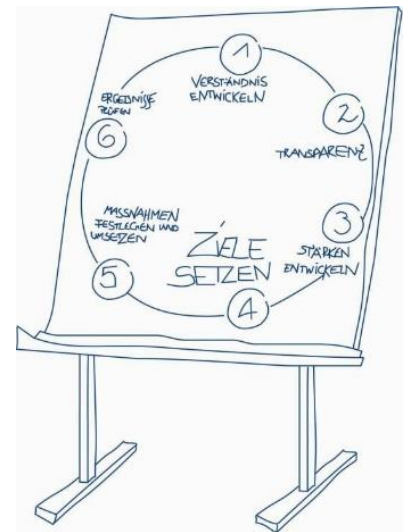 1
VERSTÄNDNIS
ENTWICKELN
2
TRANSPARENZ
3
STÄRKEN
ENTWICKELN
4
ZIELE
SETZEN
5
MASSNAHMEN
FESTLEGEN UND
UMSETZEN
6
ERGEBNISSE
PRÜFEN